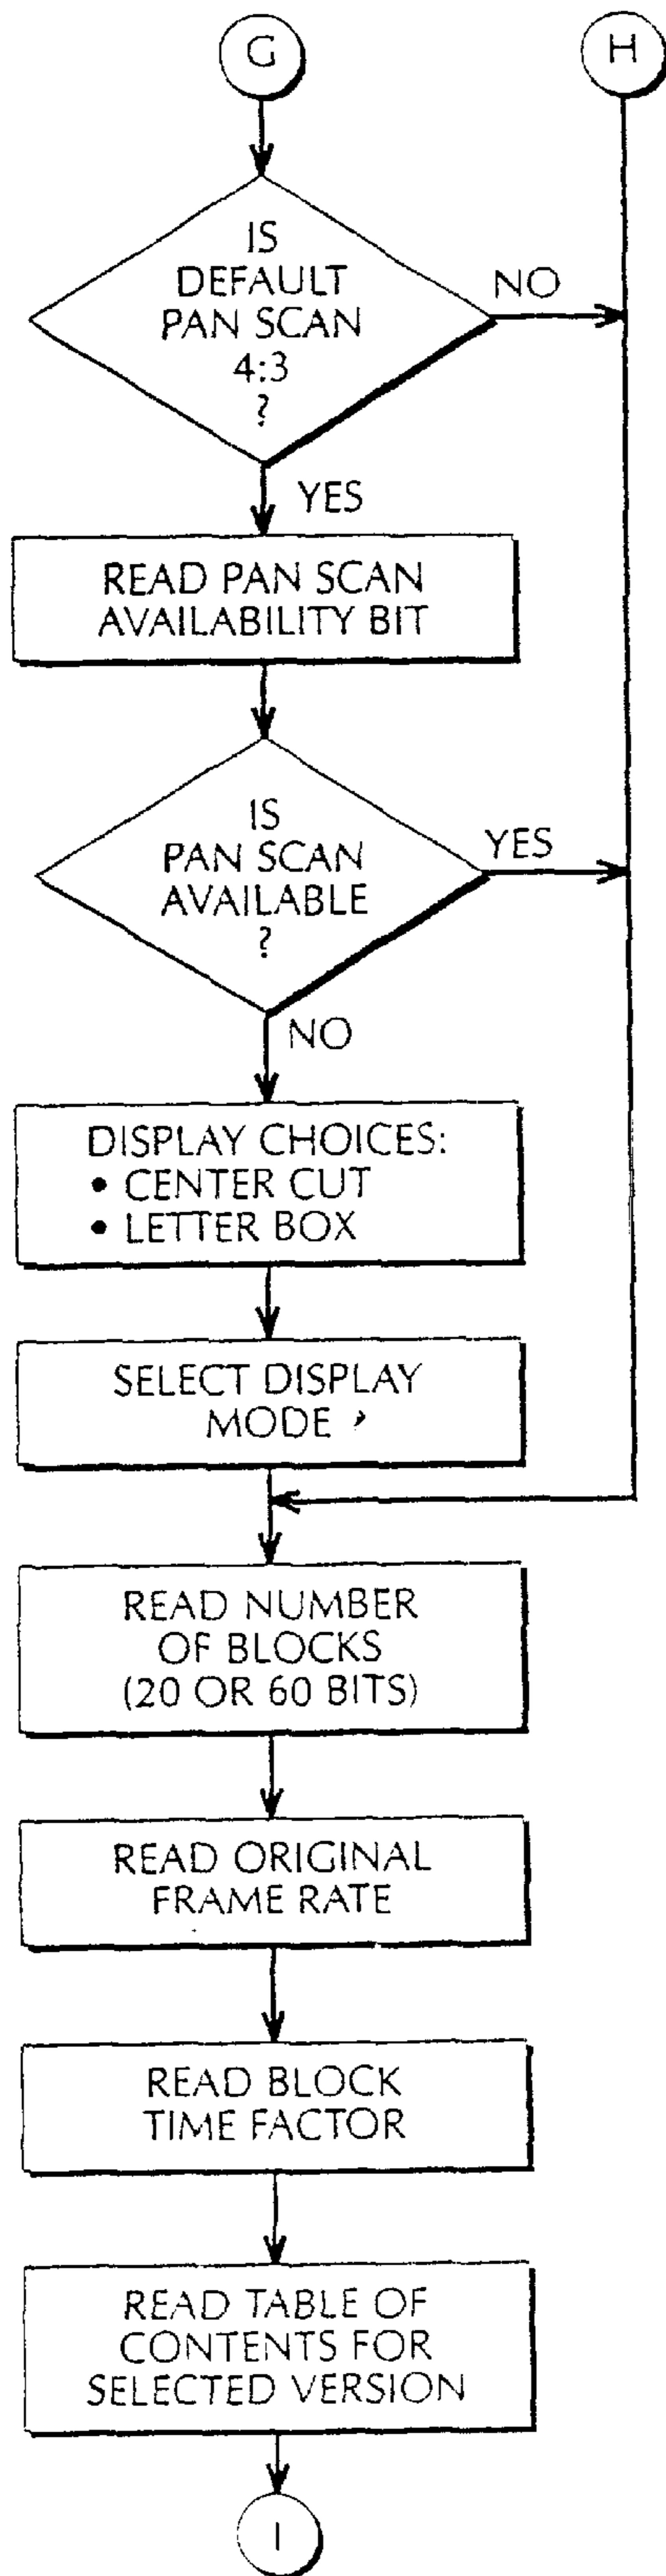 G
H
IS
DEFAULT
PAN SCAN
4:3
?
NO
YES
READ PAN SCAN
AVAILABILITY BIT
IS
PAN SCAN
AVAILABLE
?
YES
NO
DISPLAY CHOICES:
• CENTER CUT
• LETTER BOX
SELECT DISPLAY
MODE
READ NUMBER
OF BLOCKS
(20 OR 60 BITS)
READ ORIGINAL
FRAME RATE
READ BLOCK
TIME FACTOR
READ TABLE OF
CONTENTS FOR
SELECTED VERSION
I